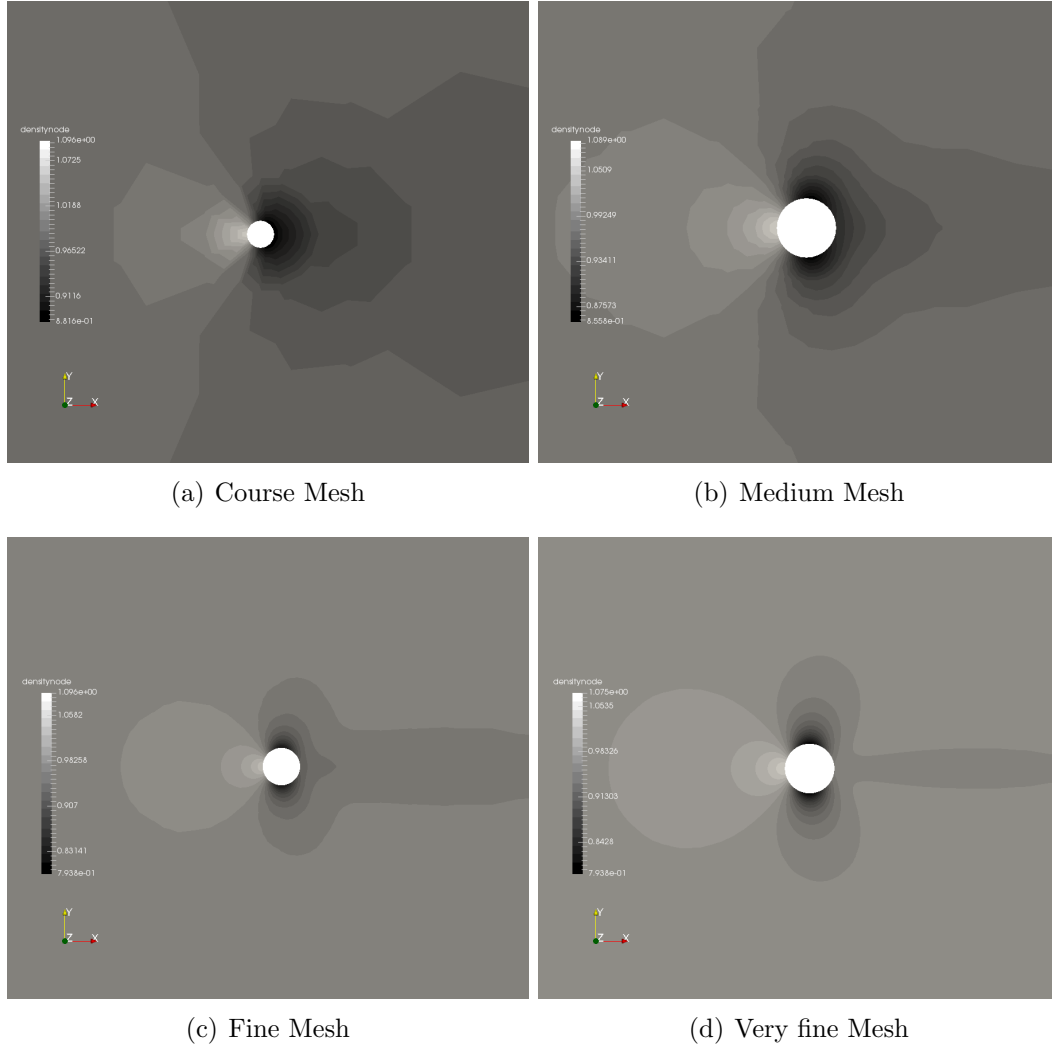 densitynode
1.096e+00
1.0725
1.0188
0.96522
0.9116
8.816e-01
Y
Z
X
(a) Course Mesh
densitynode
1.089e+00
1.0509
0.99249
0.93411
0.87573
8.558e-01
Y
Z
X
(b) Medium Mesh
densitynode
1.096e+00
1.0582
0.98258
0.907
0.83141
7.938e-01
Y
Z
X
(c) Fine Mesh
densitynode
1.075e+00
1.0535
0.98326
0.91303
0.8428
7.938e-01
Y
Z
X
(d) Very fine Mesh